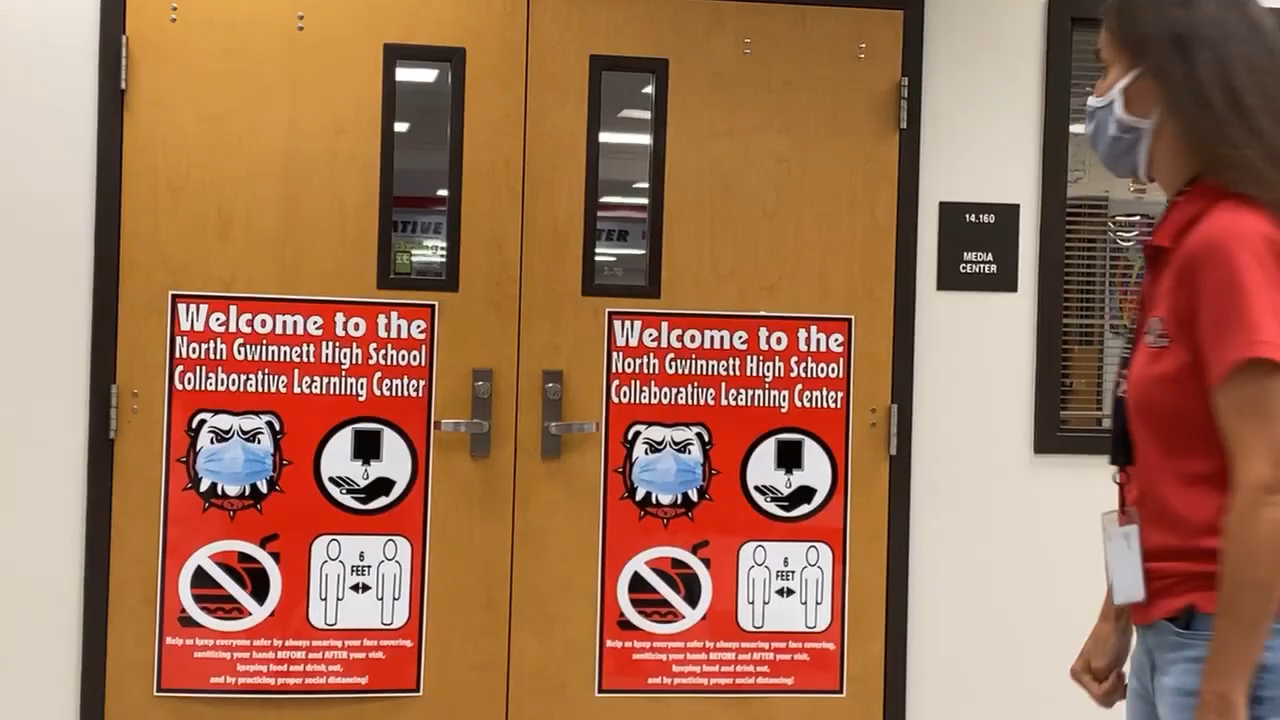 ATIVE
TER
14.160
MEDIA
CENTER
Welcome to the
North Gwinnett High School
Collaborative Learning Center
6
FEET
Help us keep everyone safer by always wearing your face covering,
sanitizing your hands BEFORE and AFTER your visit,
keeping food and drink out,
and by practicing proper social distancing!
Welcome to the
North Gwinnett High School
Collaborative Learning Center
6
FEET
Help us keep everyone safer by always wearing your face covering,
sanitizing your hands BEFORE and AFTER your visit,
keeping food and drink out,
and by practicing proper social distancing!